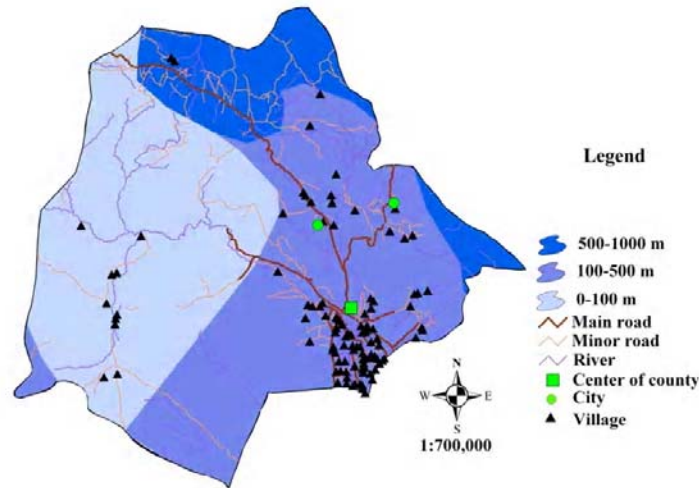 Legend
500-1000 m
100-500 m
0-100 m
Main road
Minor road
River
Center of county
City
Village
N
W E
S
1:700,000